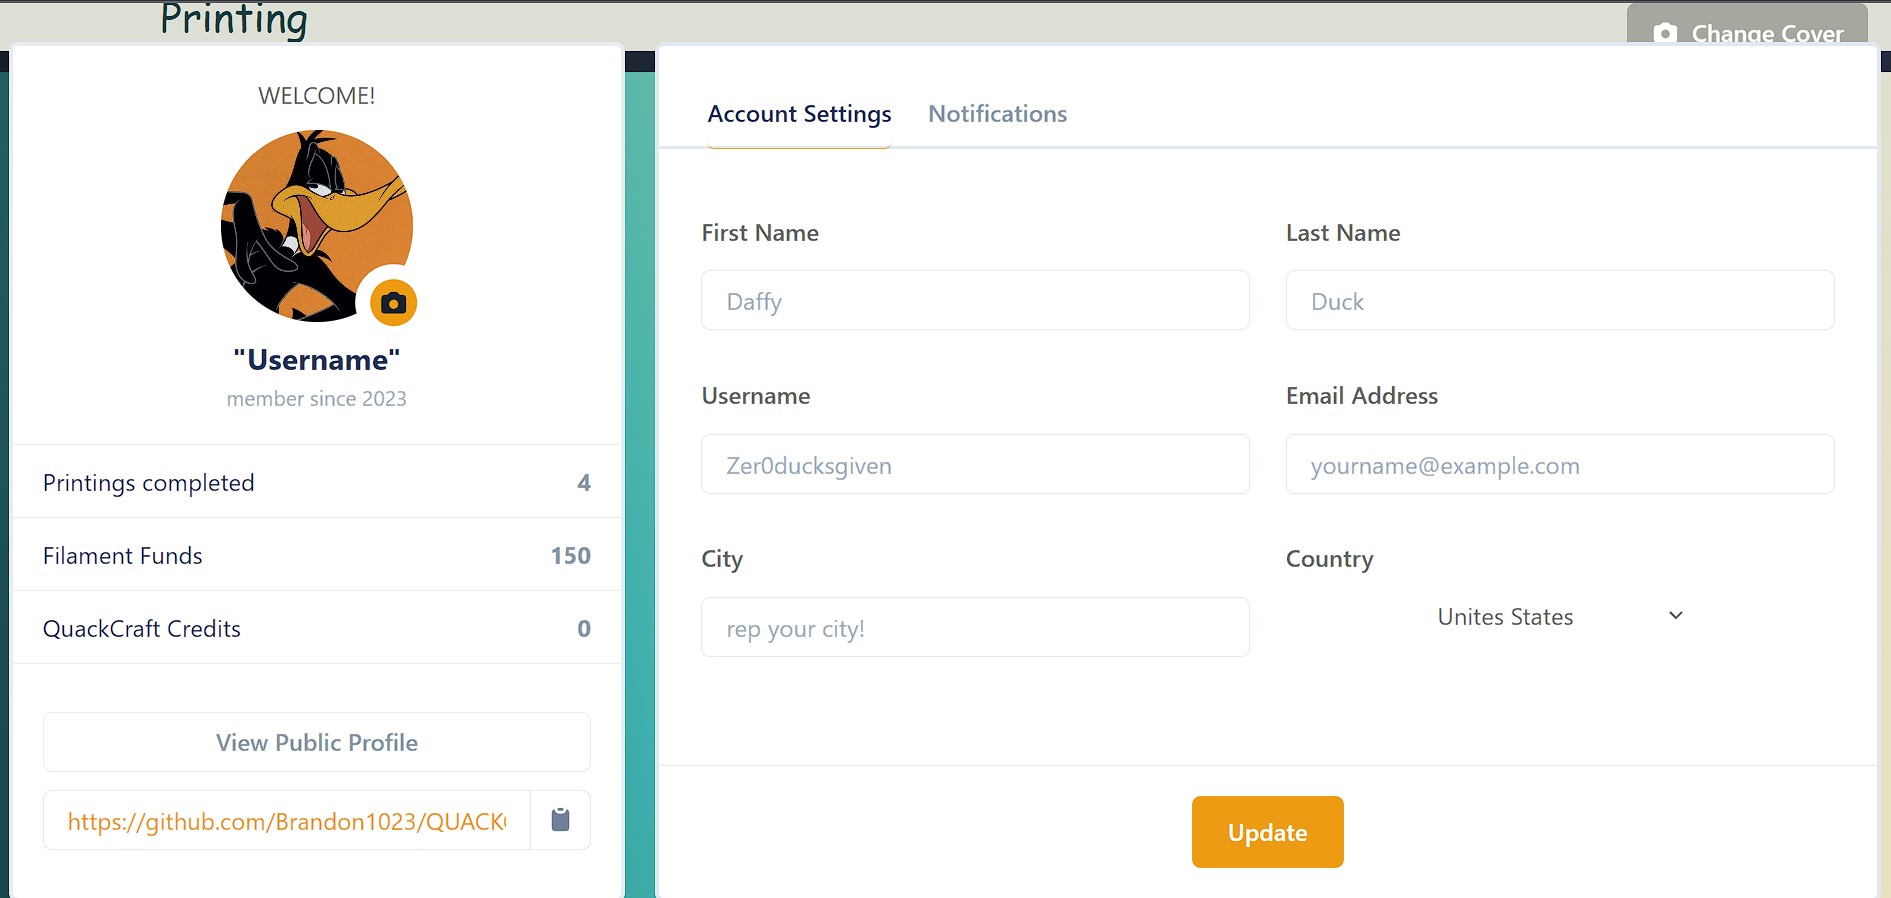 Printing
Change Cover
WELCOME!
"Username"
member since 2023
Printings completed 4
Filament Funds 150
QuackCraft Credits 0
View Public Profile
https://github.com/Brandon1023/QUACK
Account Settings Notifications
First Name Last Name
Daffy Duck
Username Email Address
Zer0ducksgiven yourname@example.com
City Country
rep your city! Unites States
Update